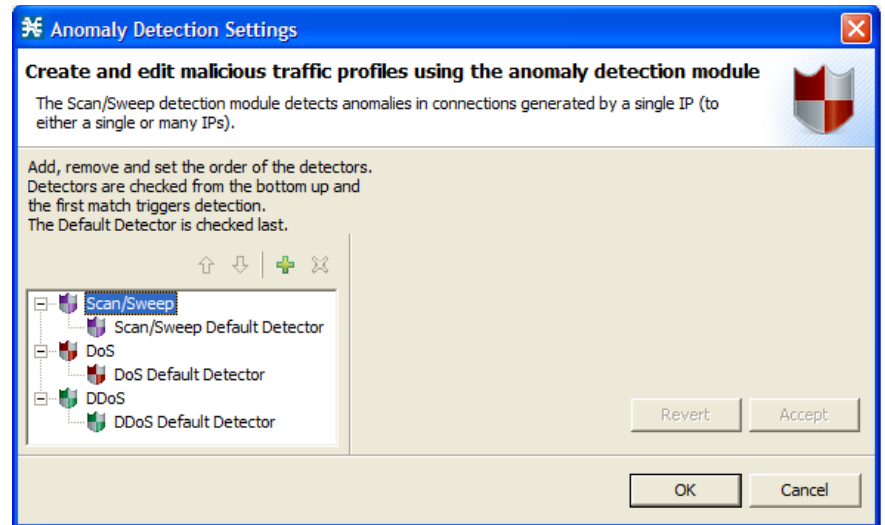 Anomaly Detection Settings
Create and edit malicious traffic profiles using the anomaly detection module
The Scan/Sweep detection module detects anomalies in connections generated by a single IP (to
either a single or many IPs).
Add, remove and set the order of the detectors.
Detectors are checked from the bottom up and
the first match triggers detection.
The Default Detector is checked last.
Scan/Sweep
Scan/Sweep Default Detector
DoS
DoS Default Detector
DDoS
DDoS Default Detector
Revert
Accept
OK
Cancel